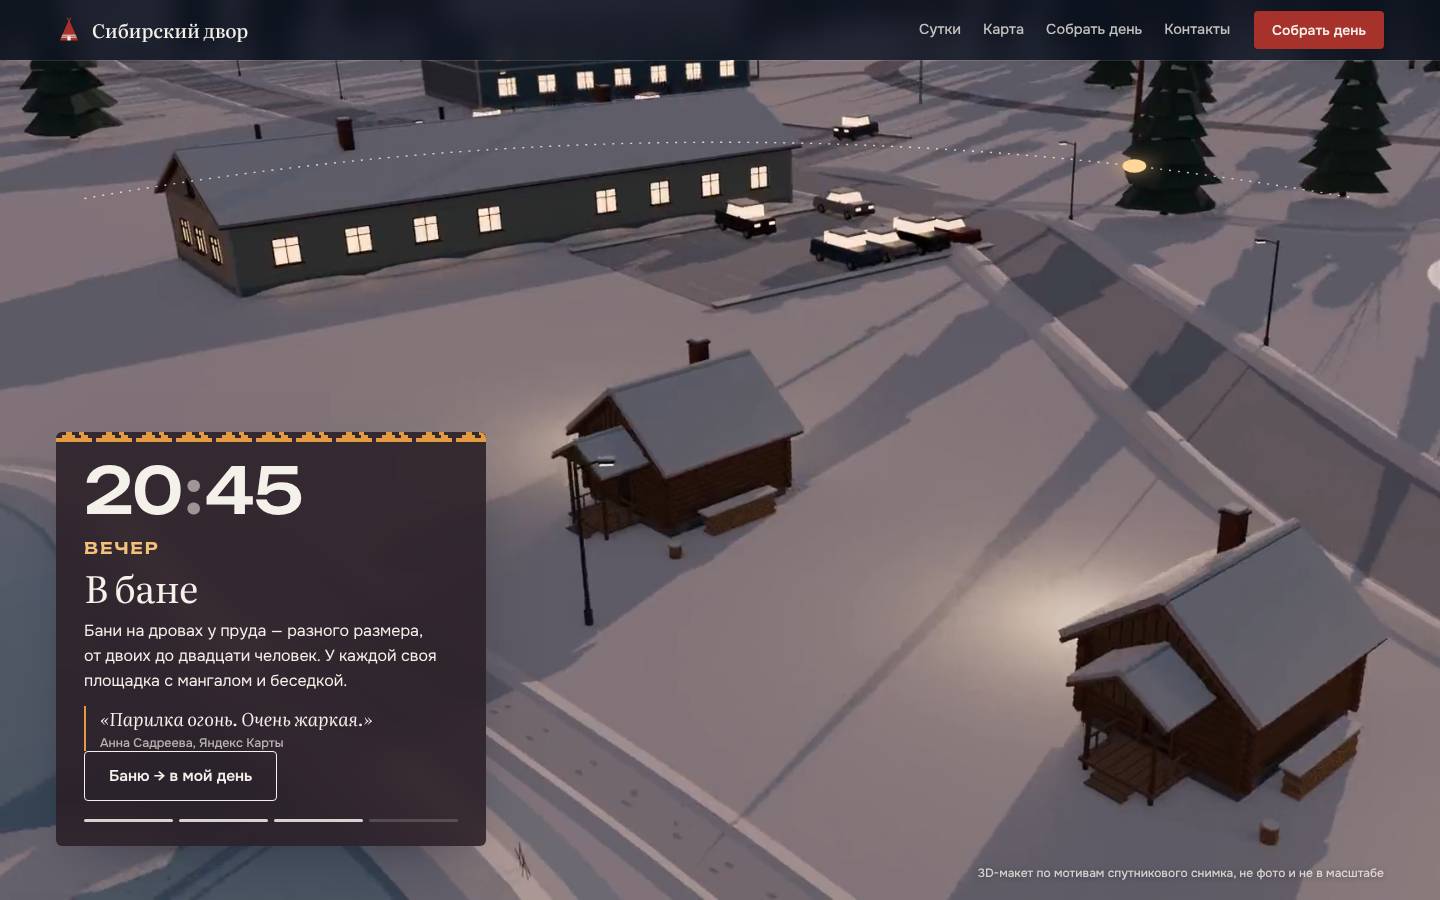 Сибирский двор
Сутки
Карта
Собрать день
Контакты
Собрать день
20:45
ВЕЧЕР
В бане
Бани на дровах у пруда — разного размера,
от двоих до двадцати человек. У каждой своя
площадка с мангалом и беседкой.
«Парилка огонь. Очень жаркая.»
Анна Садреева, Яндекс Карты
Баню → в мой день
3D-макет по мотивам спутникового снимка, не фото и не в масштабе